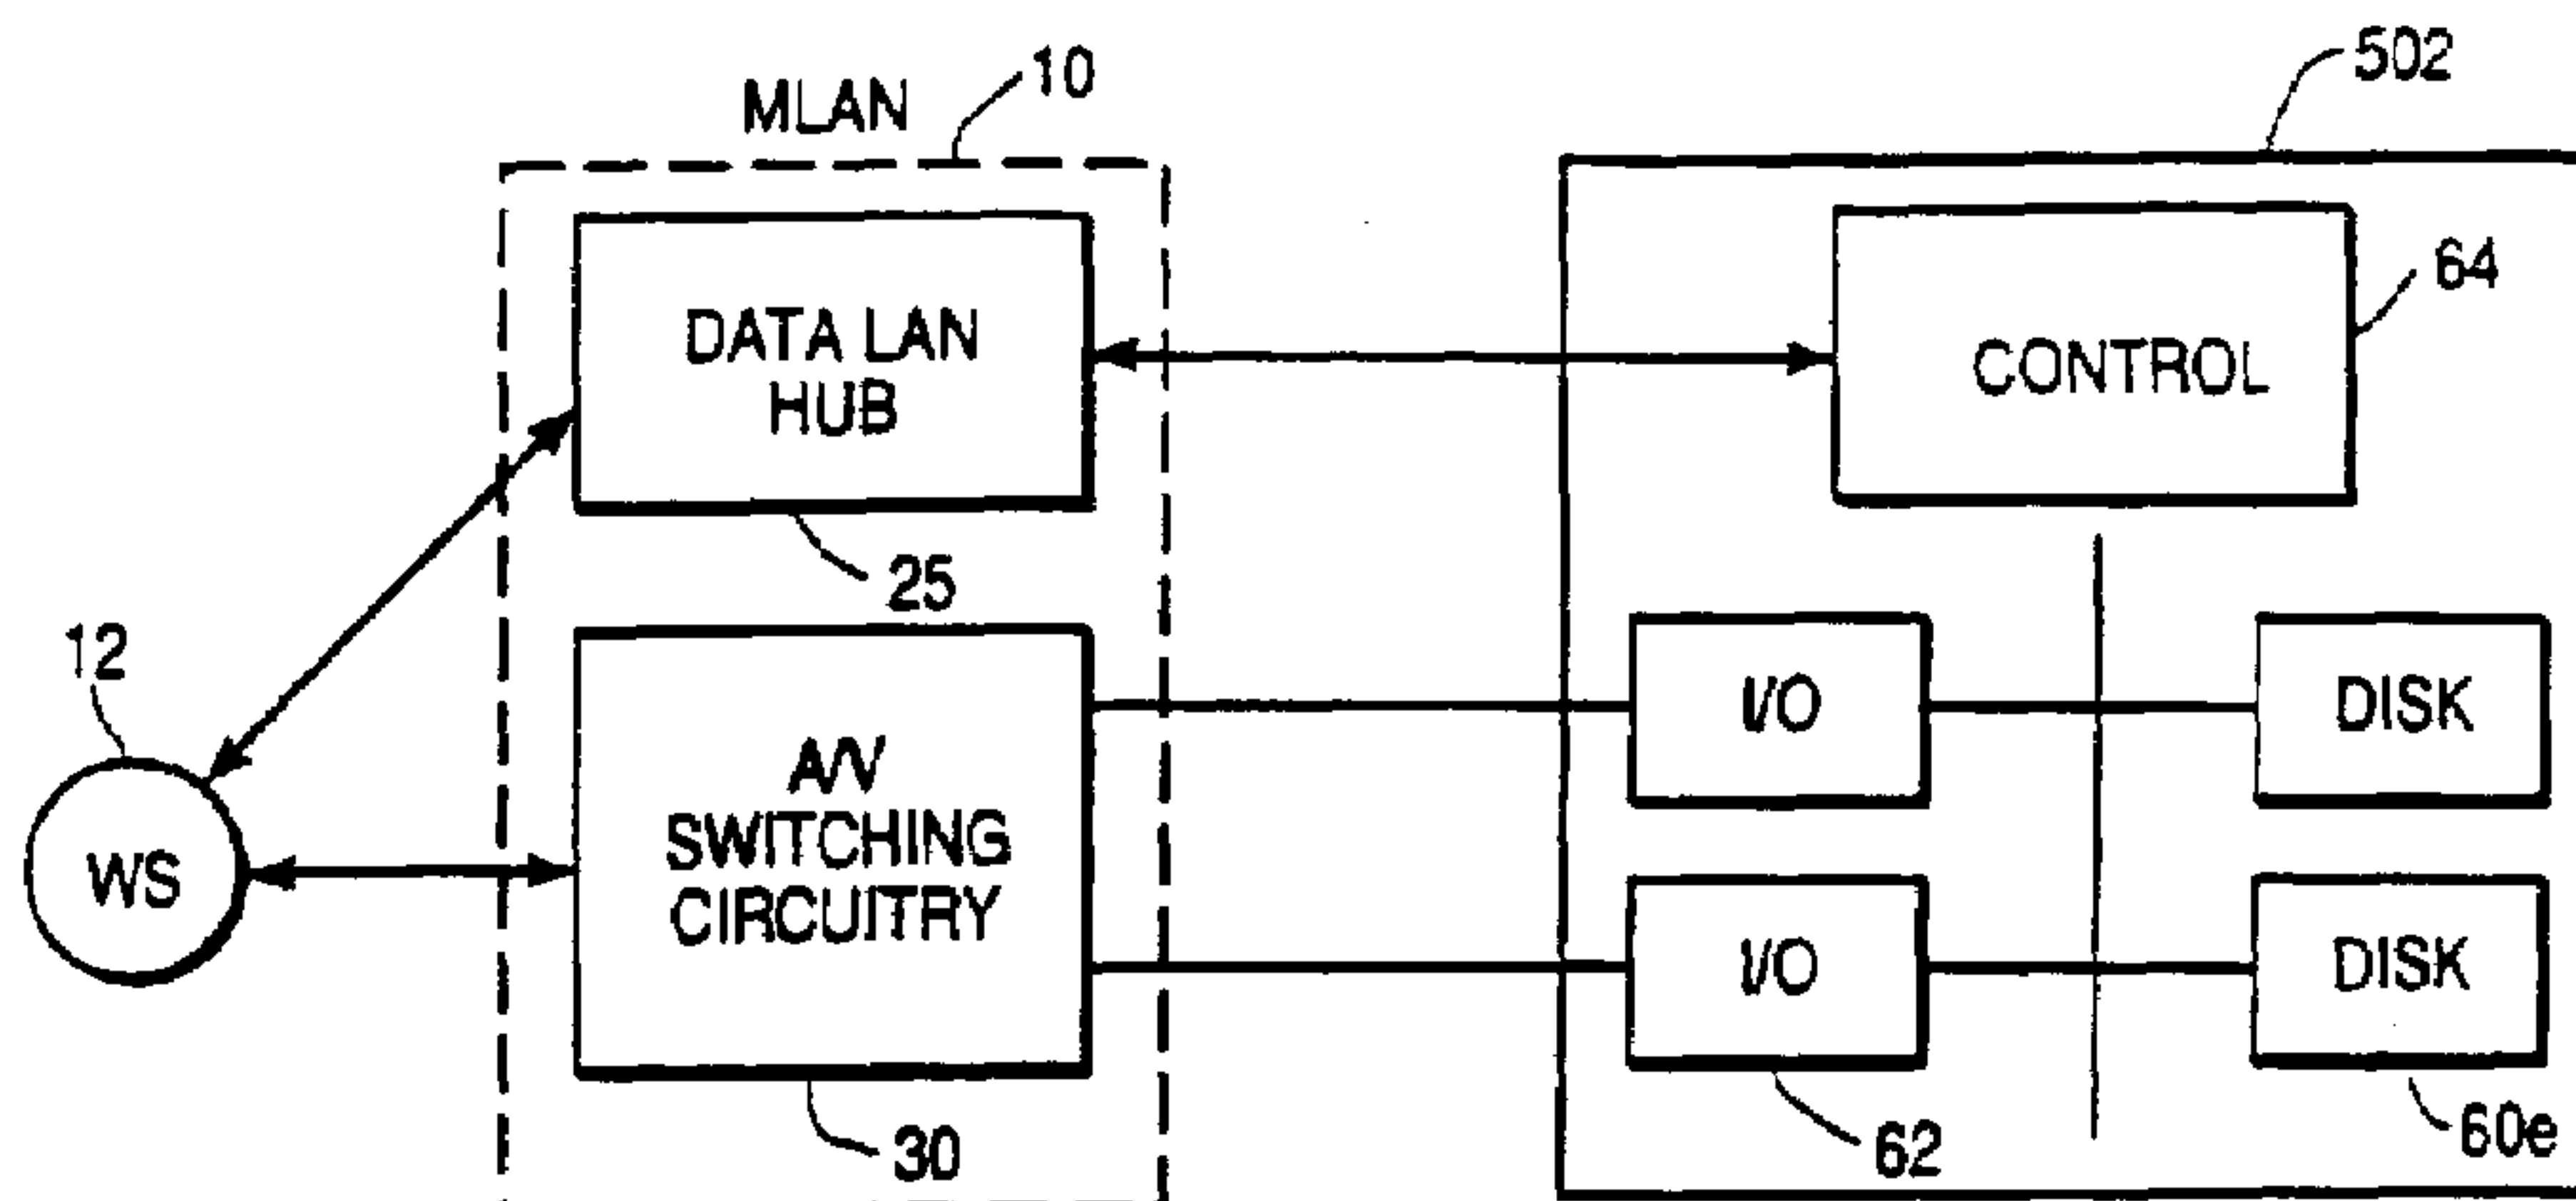 MLAN
10
502
DATA LAN
HUB
25
CONTROL
64
12
WS
A/V
SWITCHING
CIRCUITRY
30
I/O
DISK
I/O
62
DISK
60e